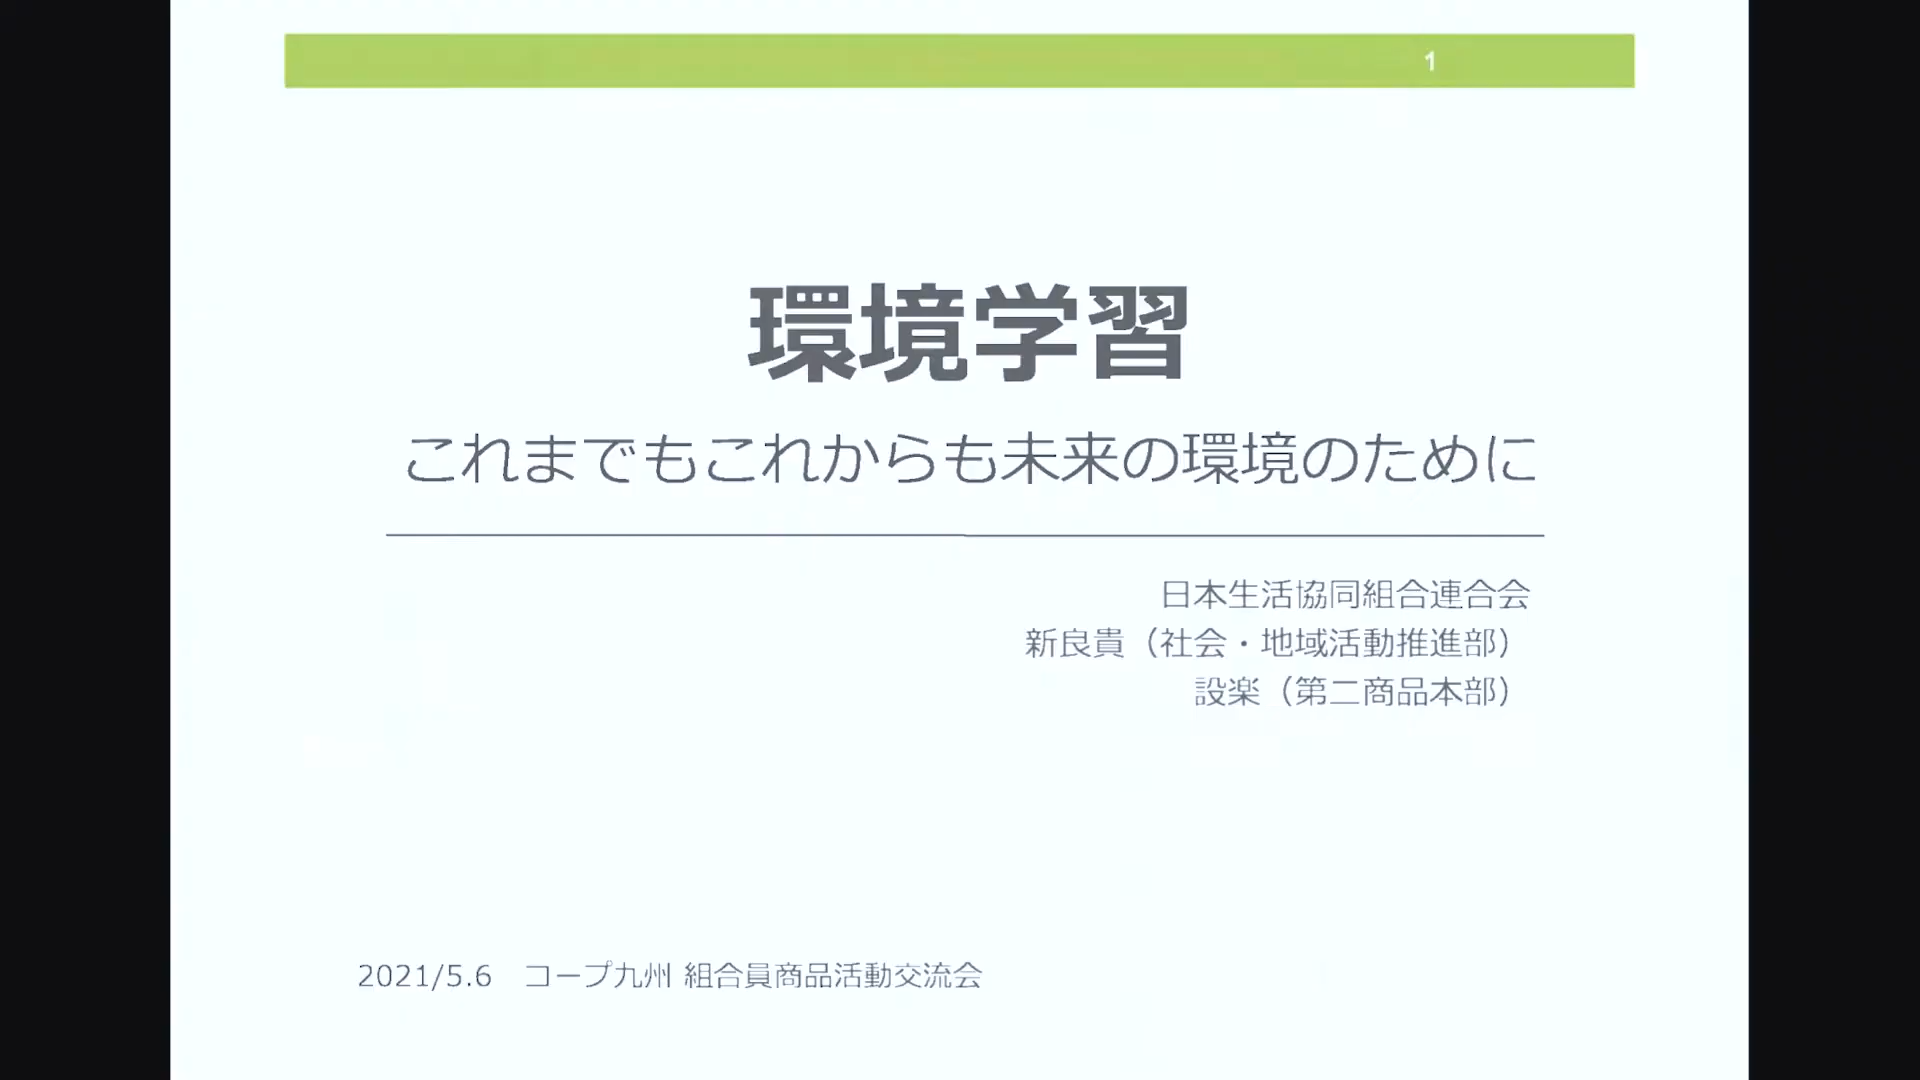 1
環境学習
これまでもこれからも未来の環境のために
日本生活協同組合連合会
新良貴（社会・地域活動推進部）
設楽（第二商品本部）
2021/5.6　コープ九州 組合員商品活動交流会